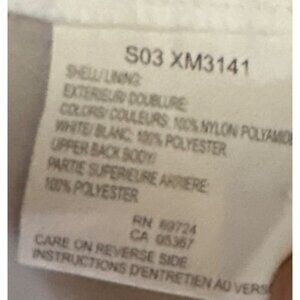 S03 XM3141
SHELL/LINING:
EXTERIEUR/ DOUBLURE:
COLORS/ COULEURS: 100% NYLON/ POLYAMIDE
WHITE/ BLANC: 100% POLYESTER
UPPER BACK BODY/
PARTIE SUPERIEURE ARRIERE:
100% POLYESTER
RN 69724
CA 05367
CARE ON REVERSE SIDE
INSTRUCTIONS D'ENTRETIEN AU VERS